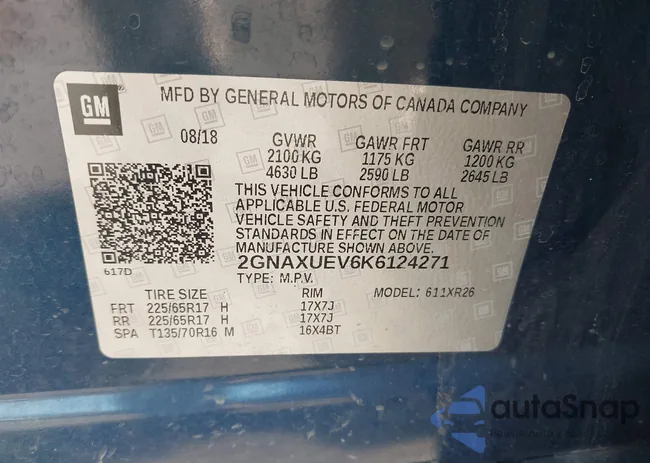 GM
MFD BY GENERAL MOTORS OF CANADA COMPANY
08/18 GVWR GAWR FRT GAWR RR
2100 KG 1175 KG 1200 KG
4630 LB 2590 LB 2645 LB
THIS VEHICLE CONFORMS TO ALL
APPLICABLE U.S. FEDERAL MOTOR
VEHICLE SAFETY AND THEFT PREVENTION
STANDARDS IN EFFECT ON THE DATE OF
MANUFACTURE SHOWN ABOVE.
617D 2GNAXUEV6K6124271
TYPE: M.P.V. MODEL: 611XR26
TIRE SIZE RIM
FRT 225/65R17 H 17X7J
RR 225/65R17 H 17X7J
SPA T135/70R16 M 16X4BT
autaSnap